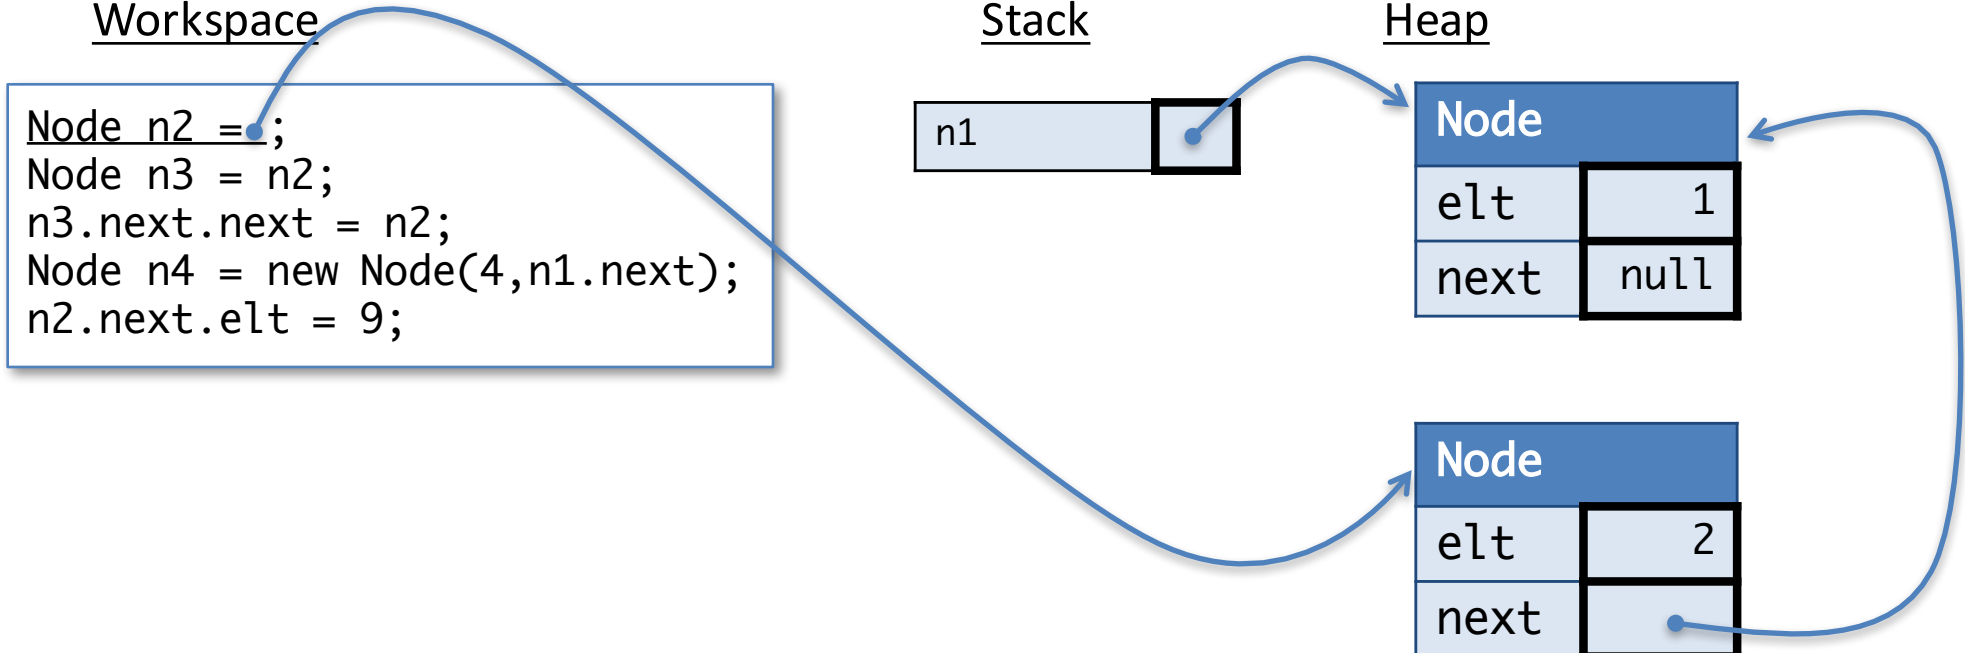 Workspace
Stack
Heap
Node n2 = ;
Node n3 = n2;
n3.next.next = n2;
Node n4 = new Node(4,n1.next);
n2.next.elt = 9;
n1
Node
elt 1
next null
Node
elt 2
next